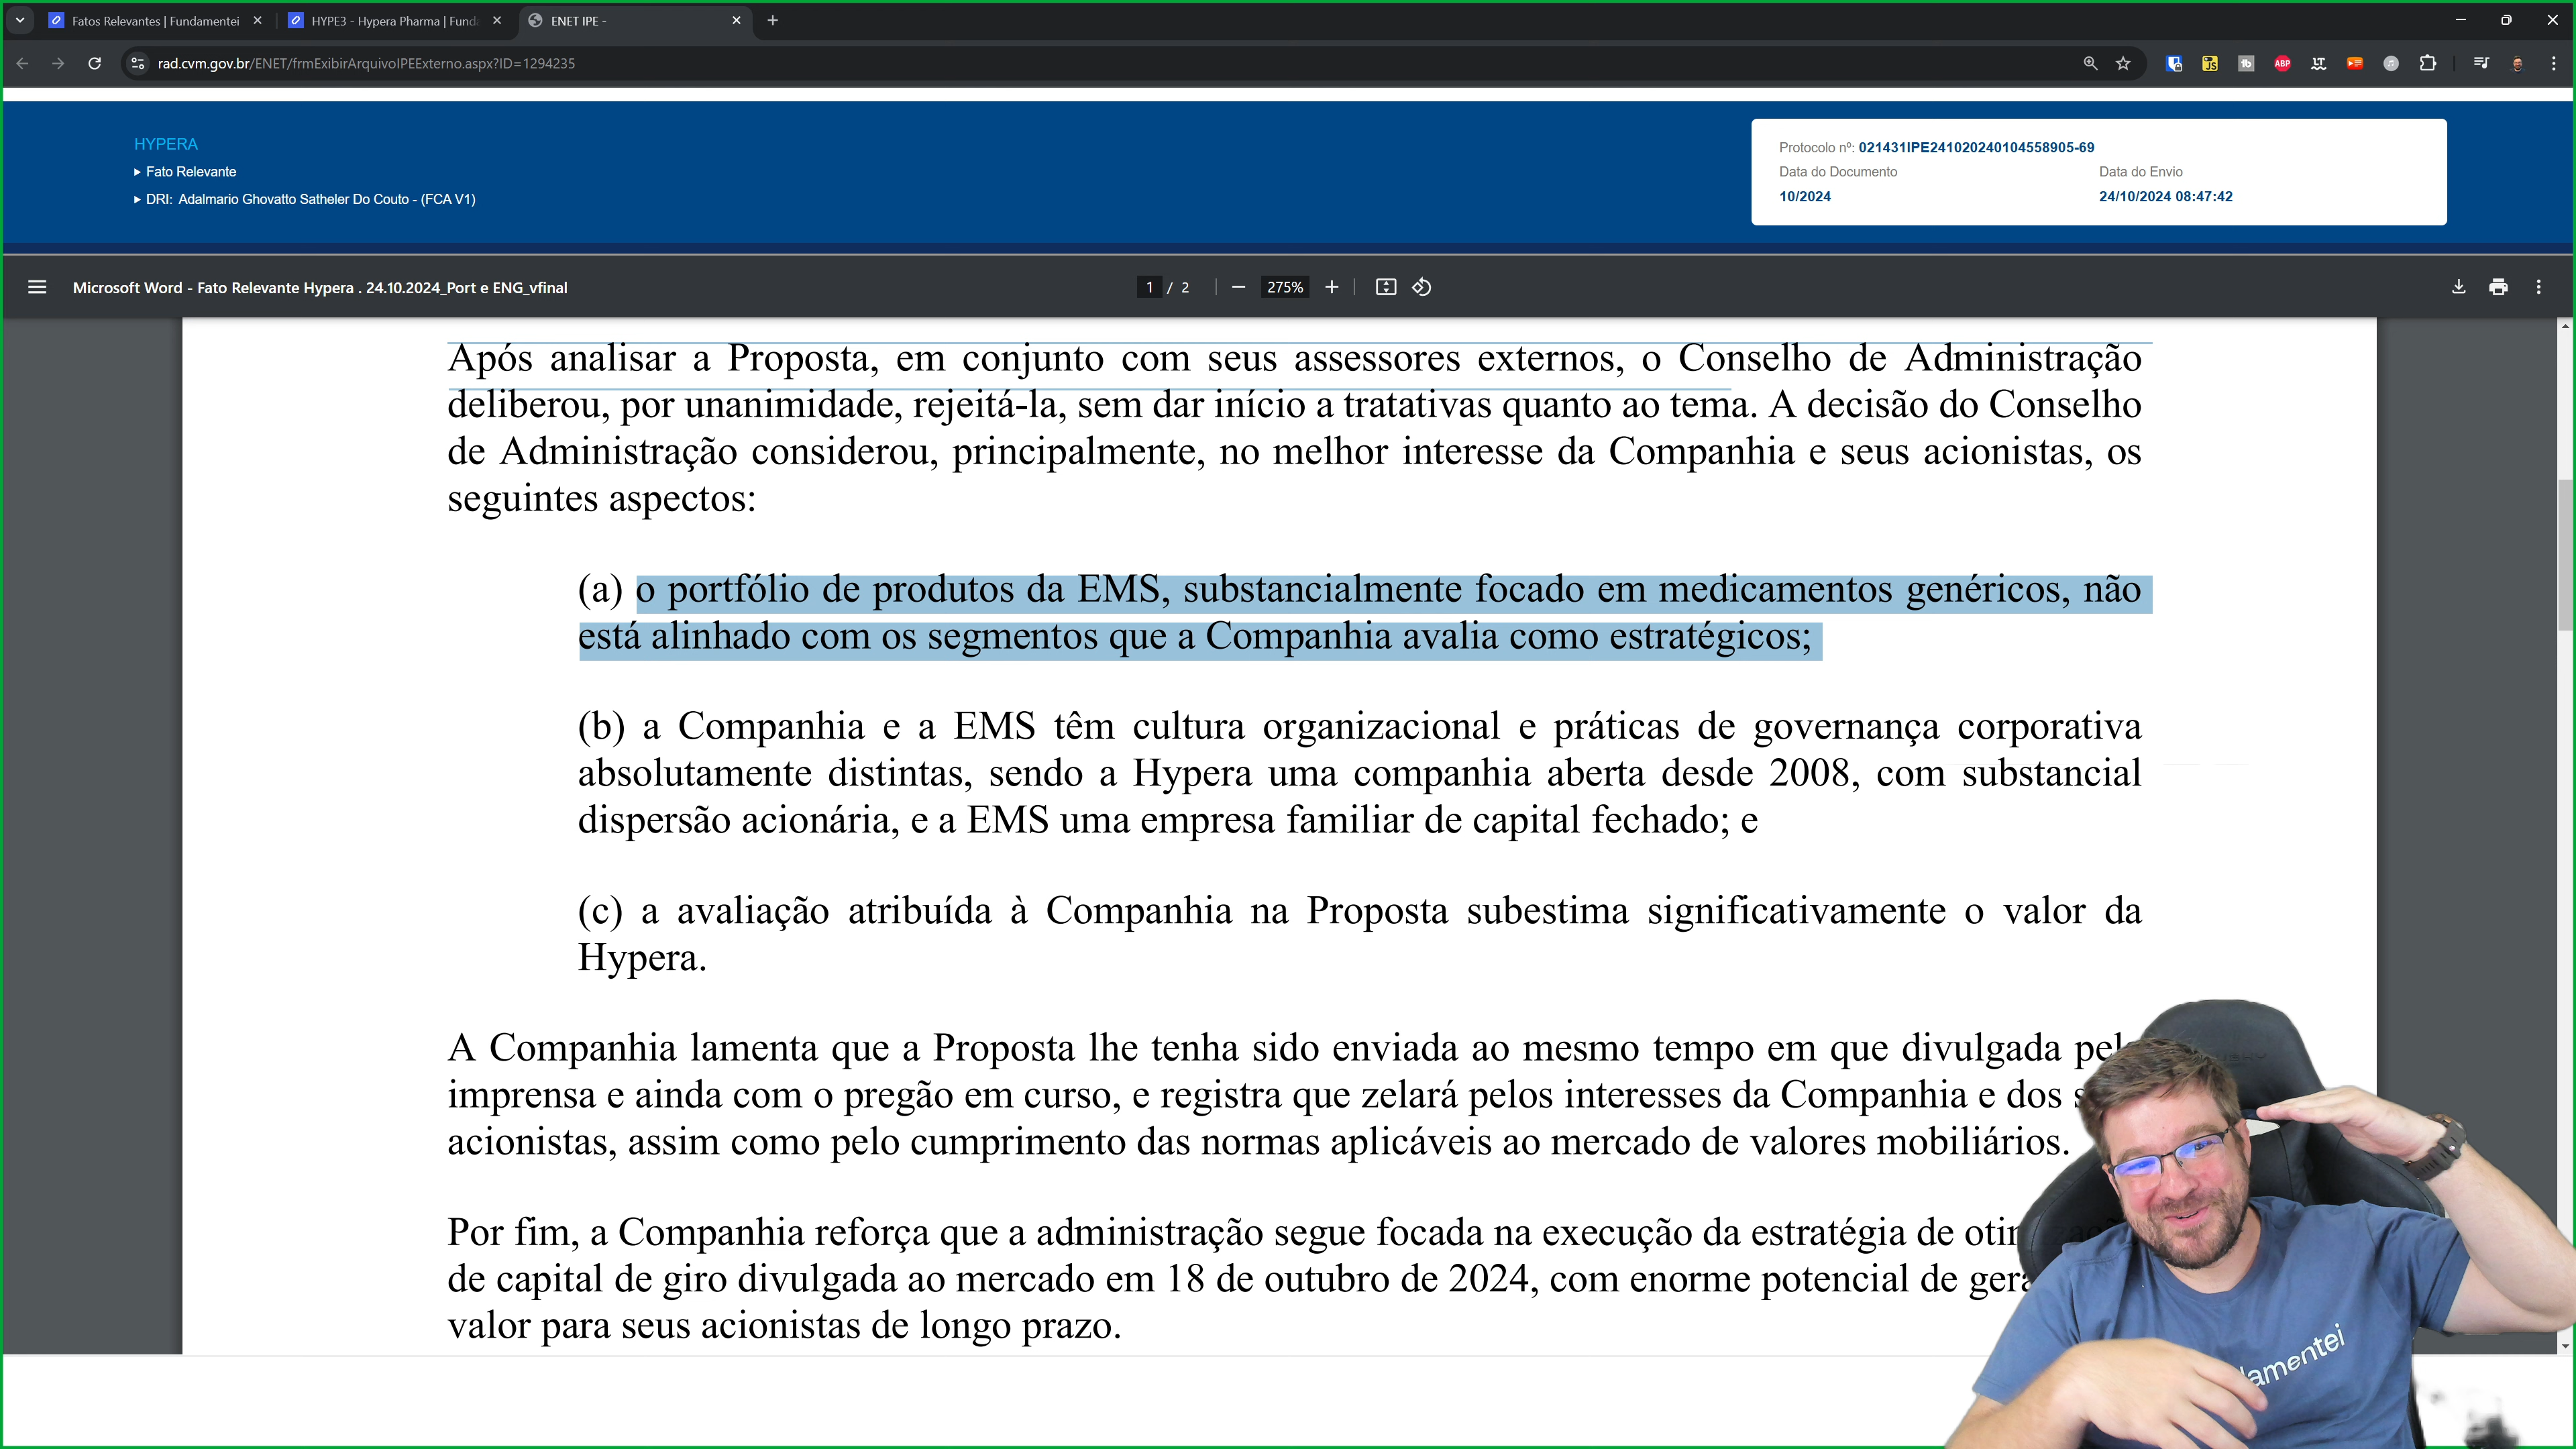 Fatos Relevantes | Fundamentei
HYPE3 - Hypera Pharma | Fund
ENET IPE -
rad.cvm.gov.br/ENET/frmExibirArquivoIPEExterno.aspx?ID=1294235
HYPERA
Fato Relevante
DRI: Adalmario Ghovatto Satheler Do Couto - (FCA V1)
Protocolo nº: 021431IPE241020240104558905-69
Data do Documento
Data do Envio
10/2024
24/10/2024 08:47:42
Microsoft Word - Fato Relevante Hypera . 24.10.2024_Port e ENG_vfinal
1 / 2
275%
Após analisar a Proposta, em conjunto com seus assessores externos, o Conselho de Administração
deliberou, por unanimidade, rejeitá-la, sem dar início a tratativas quanto ao tema. A decisão do Conselho
de Administração considerou, principalmente, no melhor interesse da Companhia e seus acionistas, os
seguintes aspectos:
(a) o portfólio de produtos da EMS, substancialmente focado em medicamentos genéricos, não
está alinhado com os segmentos que a Companhia avalia como estratégicos;
(b) a Companhia e a EMS têm cultura organizacional e práticas de governança corporativa
absolutamente distintas, sendo a Hypera uma companhia aberta desde 2008, com substancial
dispersão acionária, e a EMS uma empresa familiar de capital fechado; e
(c) a avaliação atribuída à Companhia na Proposta subestima significativamente o valor da
Hypera.
A Companhia lamenta que a Proposta lhe tenha sido enviada ao mesmo tempo em que divulgada
imprensa e ainda com o pregão em curso, e registra que zelará pelos interesses da Companhia e dos
acionistas, assim como pelo cumprimento das normas aplicáveis ao mercado de valores mobiliários.
Por fim, a Companhia reforça que a administração segue focada na execução da estratégia de
de capital de giro divulgada ao mercado em 18 de outubro de 2024, com enorme potencial de
valor para seus acionistas de longo prazo.
ABP
JS
lamentei